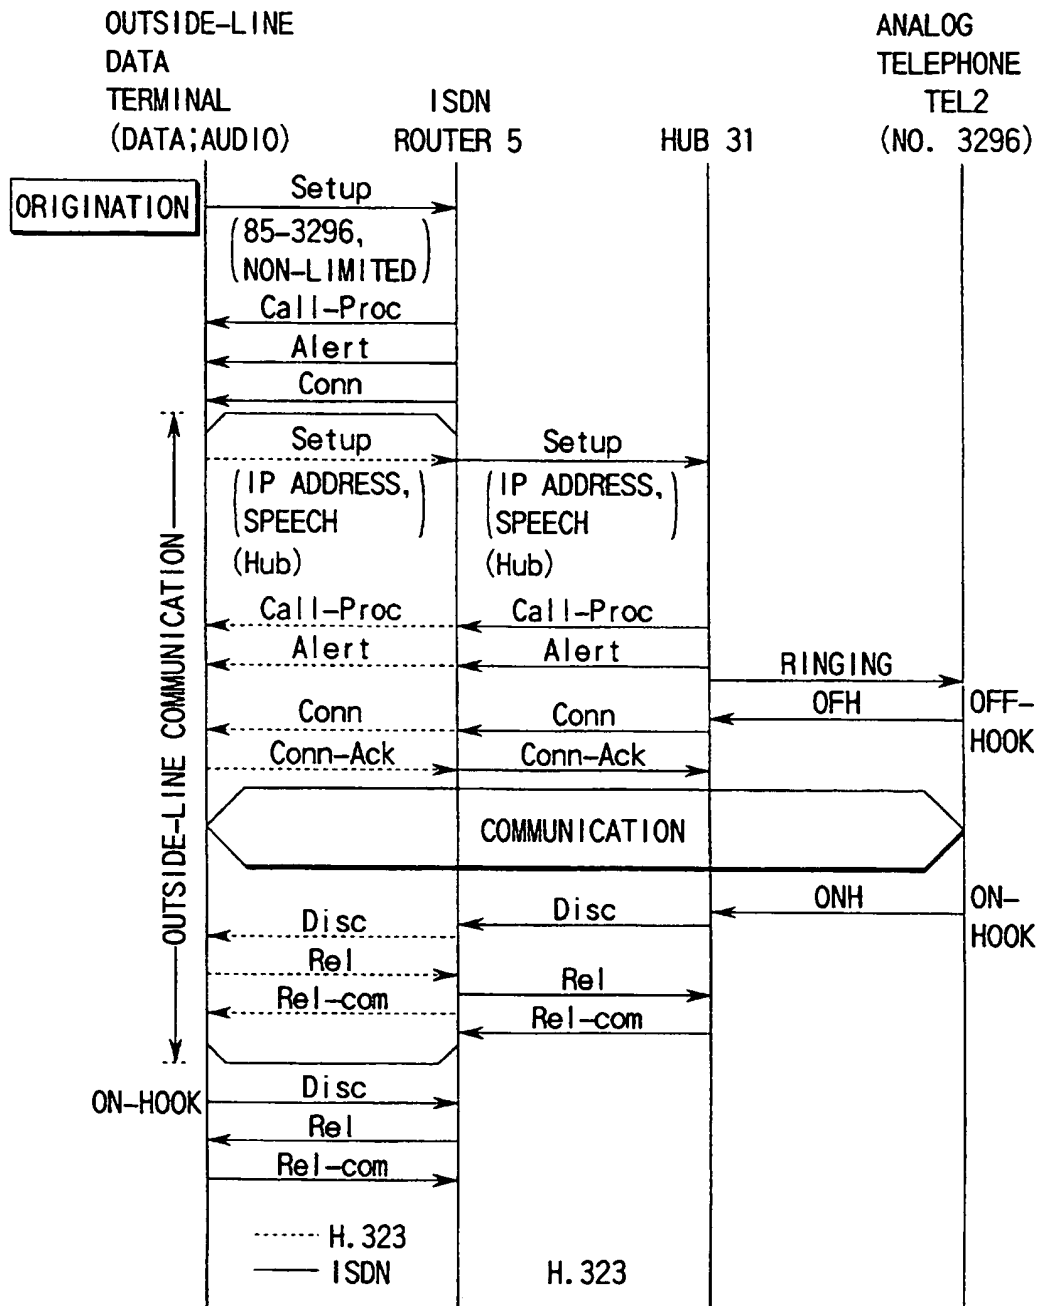 OUTSIDE-LINE
DATA
TERMINAL
(DATA;AUDIO)
ISDN
ROUTER 5
HUB 31
ANALOG
TELEPHONE
TEL2
(NO. 3296)
ORIGINATION
Setup
(85-3296,
NON-LIMITED)
Call-Proc
Alert
Conn
OUTSIDE-LINE COMMUNICATION
Setup
Setup
(IP ADDRESS,
SPEECH)
(Hub)
(IP ADDRESS,
SPEECH)
(Hub)
Call-Proc
Call-Proc
Alert
Alert
RINGING
Conn
Conn
OFH
OFF-
HOOK
Conn-Ack
Conn-Ack
COMMUNICATION
Disc
Disc
ONH
ON-
HOOK
Rel
Rel
Rel-com
Rel-com
ON-HOOK
Disc
Rel
Rel-com
H.323
ISDN
H.323